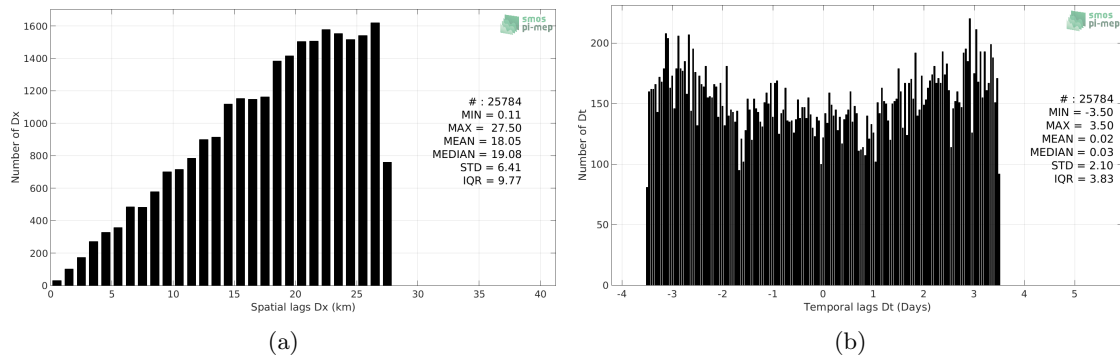 1600
1400
1200
1000
800
600
400
200
0
Number of Dx
smos
pi-mep
# : 25784
MIN = 0.11
MAX = 27.50
MEAN = 18.05
MEDIAN = 19.08
STD = 6.41
IQR = 9.77
0 5 10 15 20 25 30 35 40
Spatial lags Dx (km)
(a)
200
150
100
50
0
Number of Dt
smos
pi-mep
# : 25784
MIN = -3.50
MAX = 3.50
MEAN = 0.02
MEDIAN = 0.03
STD = 2.10
IQR = 3.83
-4 -3 -2 -1 0 1 2 3 4 5
Temporal lags Dt (Days)
(b)